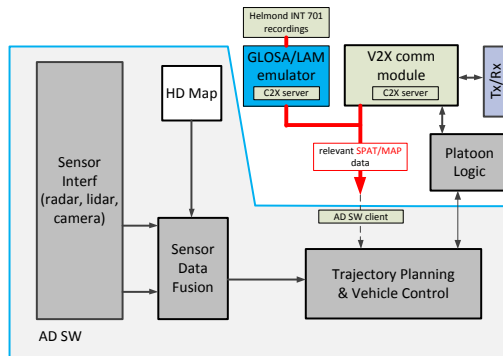 Helmond INT 701
recordings
GLOSA/LAM
emulator
C2X server
V2X comm
module
C2X server
Tx/Rx
HD Map
relevant SPAT/MAP
data
Platoon
Logic
Sensor
Interf
(radar, lidar,
camera)
AD SW client
Sensor
Data
Fusion
Trajectory Planning
& Vehicle Control
AD SW